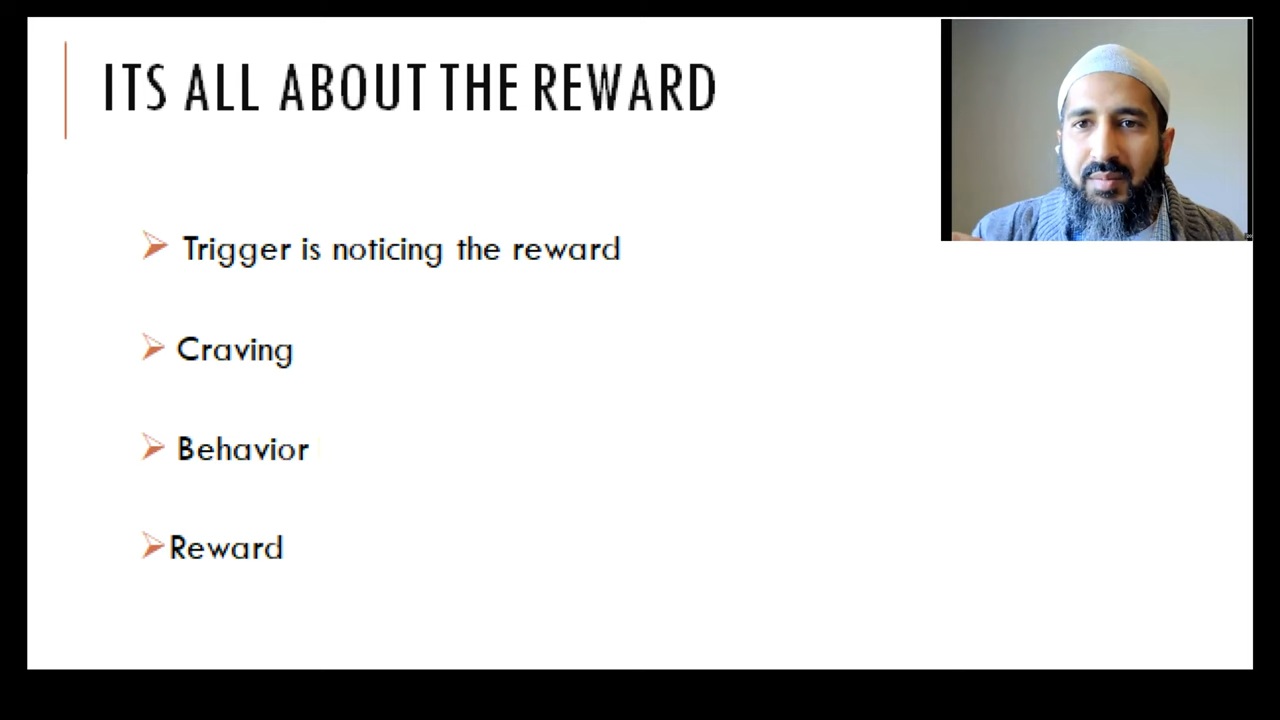 ITS ALL ABOUT THE REWARD
Trigger is noticing the reward
Craving
Behavior
Reward